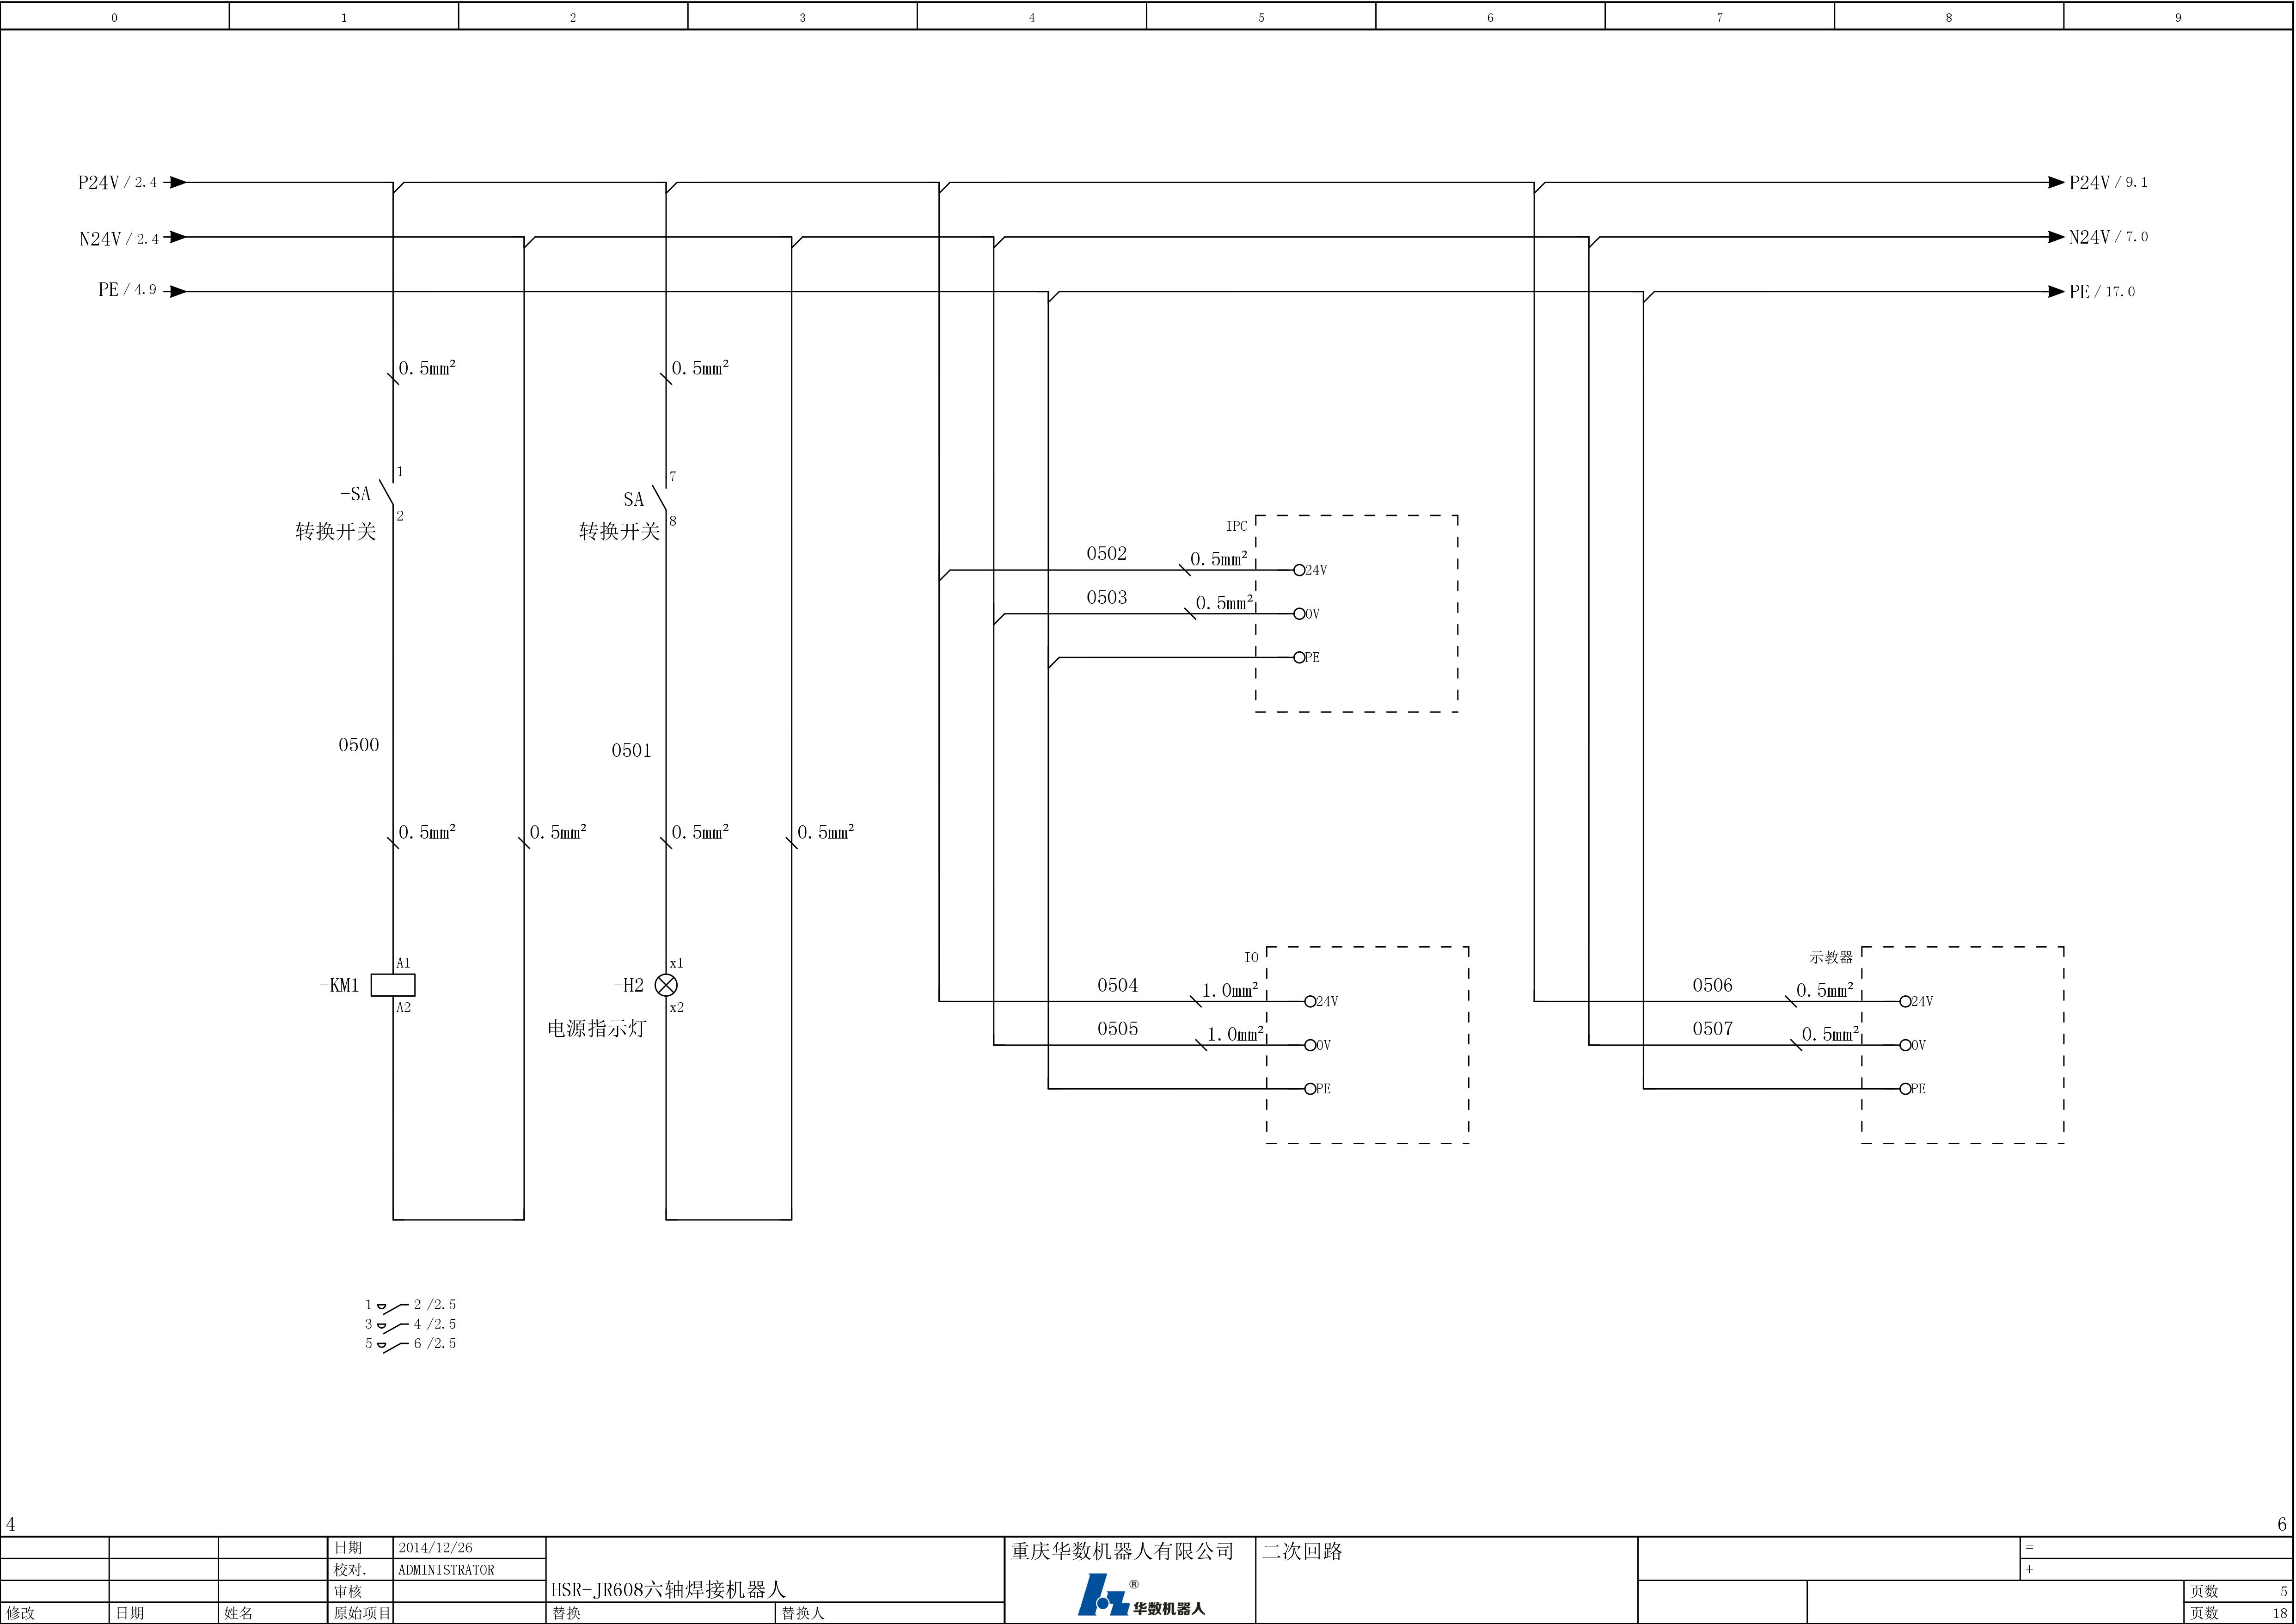 0 1 2 3 4 5 6 7 8 9
P24V / 2.4
P24V / 9.1
N24V / 2.4
N24V / 7.0
PE / 4.9
PE / 17.0
0.5mm²
0.5mm²
1
-SA
2
转换开关
7
-SA
8
转换开关
IPC
0502
0.5mm²
24V
0503
0.5mm²
0V
PE
0500
0501
0.5mm²
0.5mm²
0.5mm²
0.5mm²
A1
-KM1
A2
x1
-H2
x2
电源指示灯
IO
0504
1.0mm²
24V
0505
1.0mm²
0V
PE
示教器
0506
0.5mm²
24V
0507
0.5mm²
0V
PE
1 2 /2.5
3 4 /2.5
5 6 /2.5
4
6
日期 2014/12/26
校对. ADMINISTRATOR
审核
修改 日期 姓名 原始项目
HSR-JR608六轴焊接机器人
替换 替换人
重庆华数机器人有限公司
®
华数机器人
二次回路
=
+
页数 5
页数 18